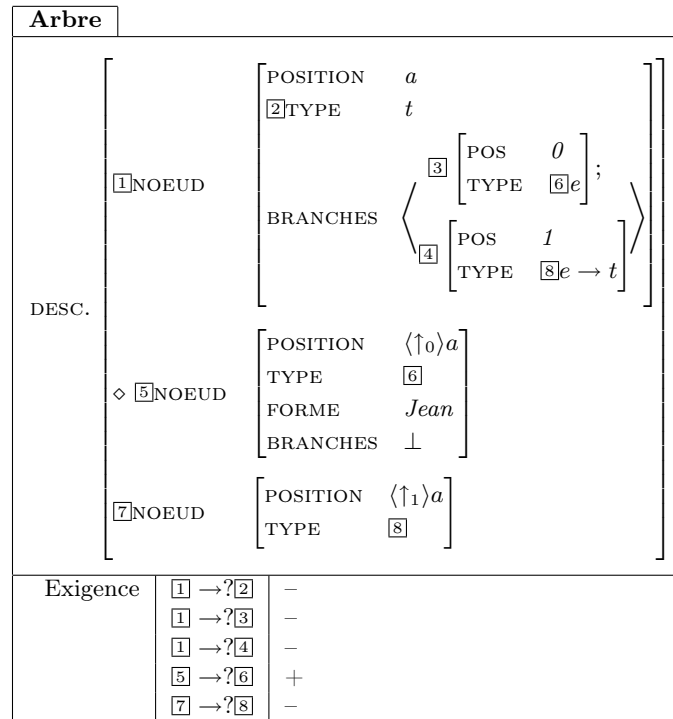 Arbre
POSITION a
2 TYPE t
3 POS 0
TYPE 6 e ;
1 NOEUD
BRANCHES
4 POS 1
TYPE 8 e → t
DESC.
POSITION ⟨↑0⟩a
TYPE 6
◇ 5 NOEUD
FORME Jean
BRANCHES ⊥
POSITION ⟨↑1⟩a
7 NOEUD
TYPE 8
Exigence 1 →?2 –
1 →?3 –
1 →?4 –
5 →?6 +
7 →?8 –